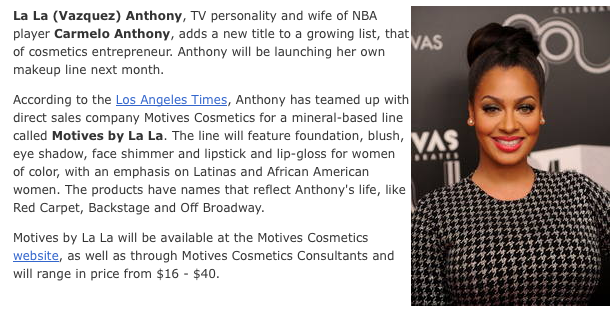 La La (Vazquez) Anthony, TV personality and wife of NBA
player Carmelo Anthony, adds a new title to a growing list, that
of cosmetics entrepreneur. Anthony will be launching her own
makeup line next month.
According to the Los Angeles Times, Anthony has teamed up with
direct sales company Motives Cosmetics for a mineral-based line
called Motives by La La. The line will feature foundation, blush,
eye shadow, face shimmer and lipstick and lip-gloss for women
of color, with an emphasis on Latinas and African American
women. The products have names that reflect Anthony's life, like
Red Carpet, Backstage and Off Broadway.
Motives by La La will be available at the Motives Cosmetics
website, as well as through Motives Cosmetics Consultants and
will range in price from $16 - $40.
CELEBRAT
VAS
VAS